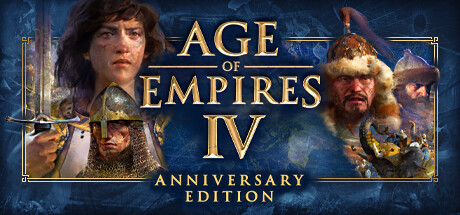 AGE
OF
EMPIRES
IV
ANNIVERSARY
EDITION